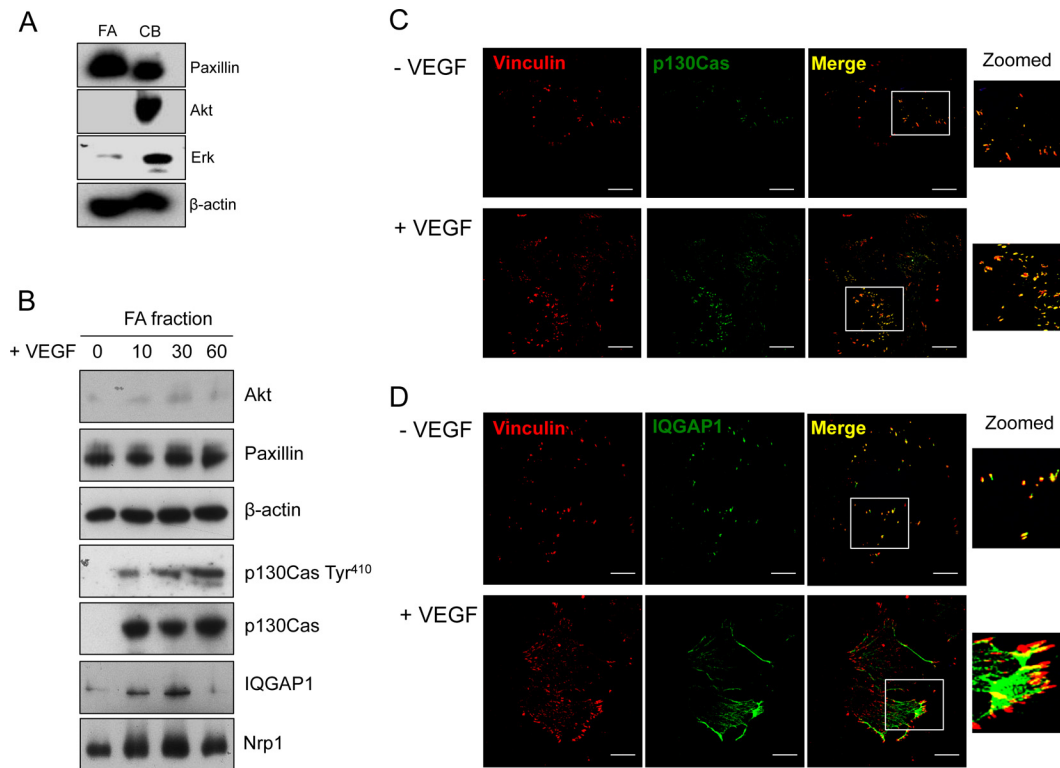 A
FA CB
Paxillin
Akt
Erk
β-actin
B
FA fraction
+ VEGF 0 10 30 60
Akt
Paxillin
β-actin
p130Cas Tyr⁴¹⁰
p130Cas
IQGAP1
Nrp1
C
- VEGF
Vinculin
p130Cas
Merge
Zoomed
+ VEGF
D
- VEGF
Vinculin
IQGAP1
Merge
Zoomed
+ VEGF